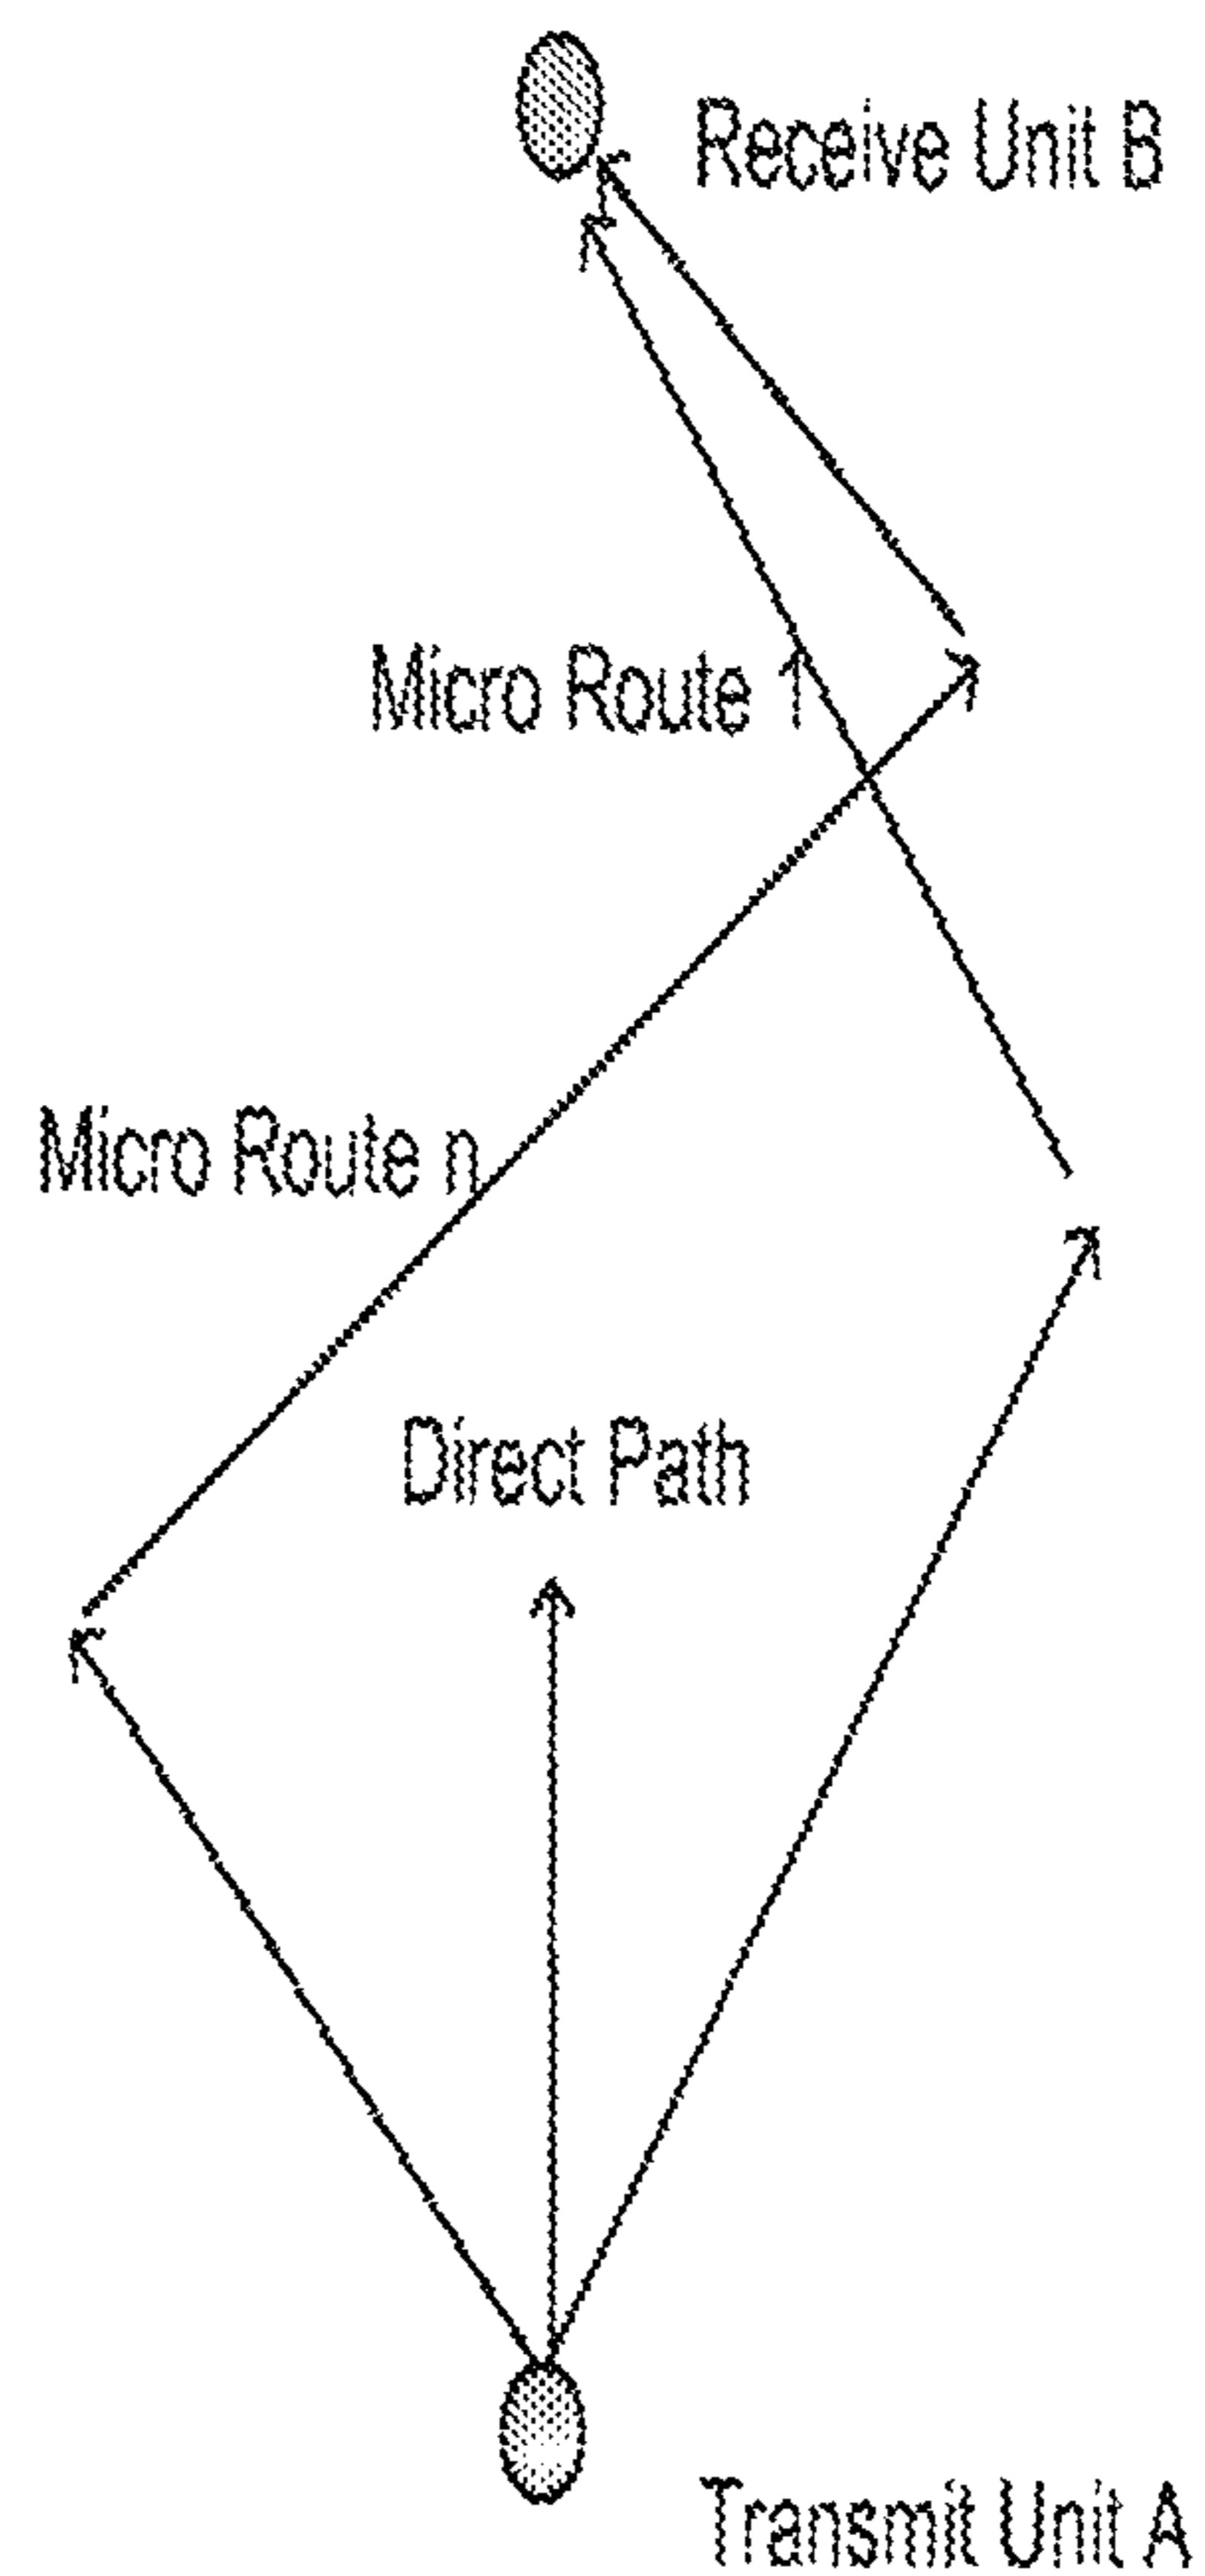 Receive Unit B
Micro Route 1
Micro Route n
Direct Path
Transmit Unit A